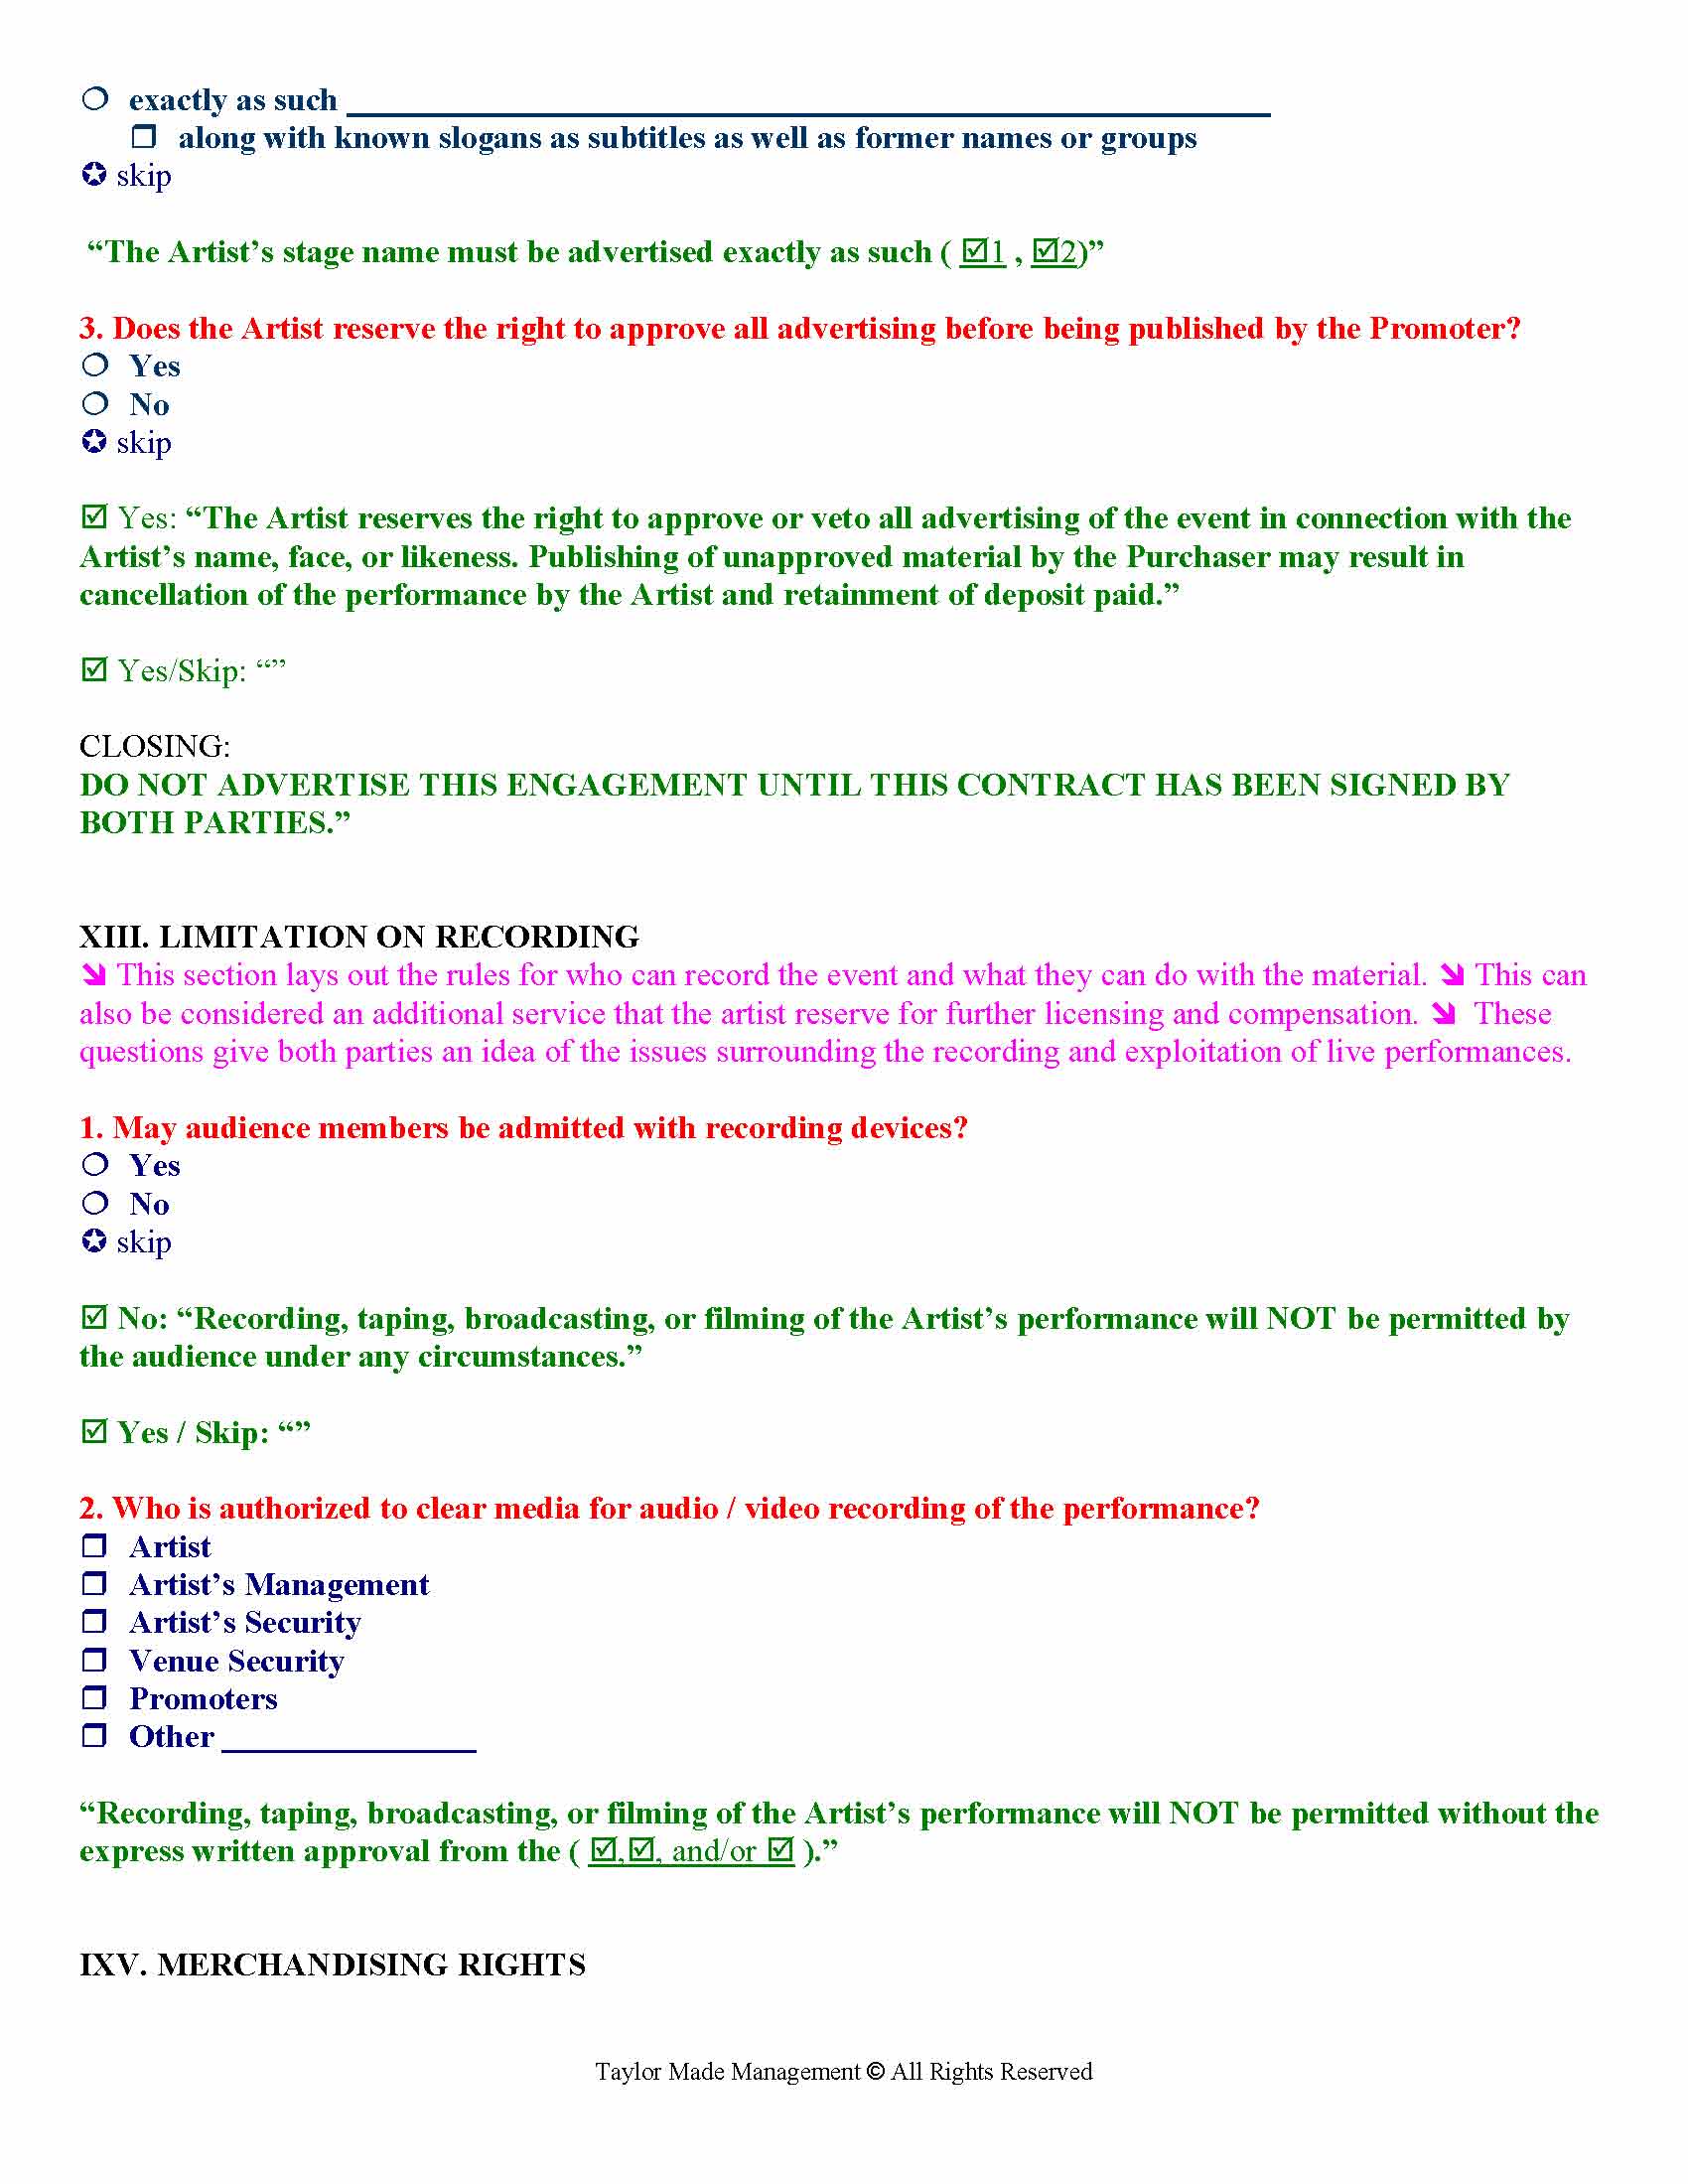 ❍ exactly as such ____________________
❐ along with known slogans as subtitles as well as former names or groups
✪ skip
“The Artist’s stage name must be advertised exactly as such ( ☑1 , ☑2)”
3. Does the Artist reserve the right to approve all advertising before being published by the Promoter?
❍ Yes
❍ No
✪ skip
☑ Yes: “The Artist reserves the right to approve or veto all advertising of the event in connection with the
Artist’s name, face, or likeness. Publishing of unapproved material by the Purchaser may result in
cancellation of the performance by the Artist and retainment of deposit paid.”
☑ Yes/Skip: “”
CLOSING:
DO NOT ADVERTISE THIS ENGAGEMENT UNTIL THIS CONTRACT HAS BEEN SIGNED BY
BOTH PARTIES.”
XIII. LIMITATION ON RECORDING
➘ This section lays out the rules for who can record the event and what they can do with the material. ➘ This can
also be considered an additional service that the artist reserve for further licensing and compensation. ➘ These
questions give both parties an idea of the issues surrounding the recording and exploitation of live performances.
1. May audience members be admitted with recording devices?
❍ Yes
❍ No
✪ skip
☑ No: “Recording, taping, broadcasting, or filming of the Artist’s performance will NOT be permitted by
the audience under any circumstances.”
☑ Yes / Skip: “”
2. Who is authorized to clear media for audio / video recording of the performance?
❐ Artist
❐ Artist’s Management
❐ Artist’s Security
❐ Venue Security
❐ Promoters
❐ Other _______________
“Recording, taping, broadcasting, or filming of the Artist’s performance will NOT be permitted without the
express written approval from the ( ☑,☑, and/or ☑ ).”
IXV. MERCHANDISING RIGHTS
Taylor Made Management © All Rights Reserved